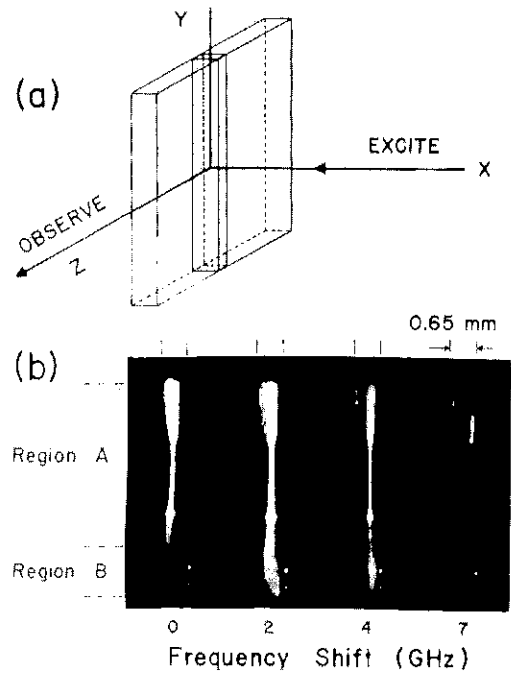 Y
(a)
EXCITE
X
OBSERVE
Z
0.65 mm
(b)
Region A
Region B
0 2 4 7
Frequency Shift (GHz)